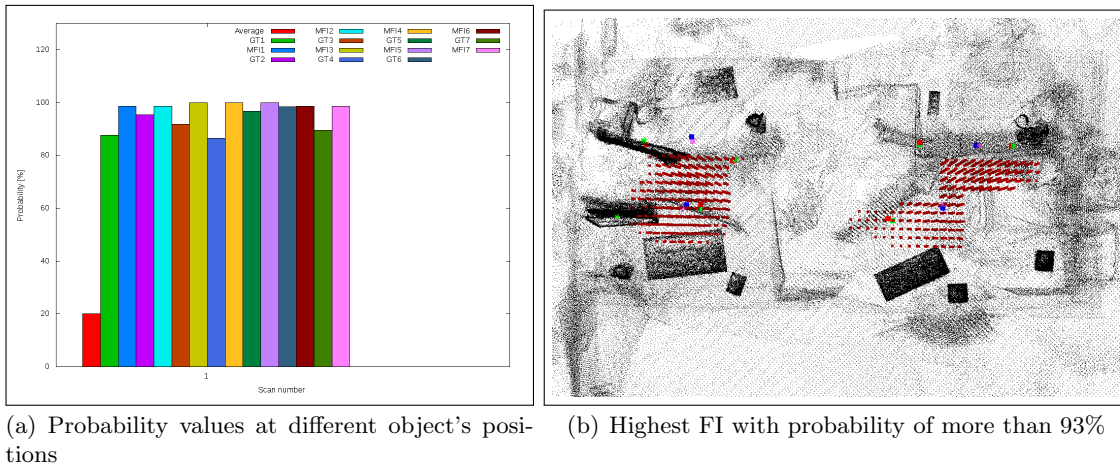 Average MFI2 MFI4 MFI6
GT1 GT3 GT5 GT7
MFI1 MFI3 MFI5 MFI7
GT2 GT4 GT6
120
100
80
60
40
20
0
Probability [%]
1
Scan number
(a) Probability values at different object's posi-
tions
(b) Highest FI with probability of more than 93%